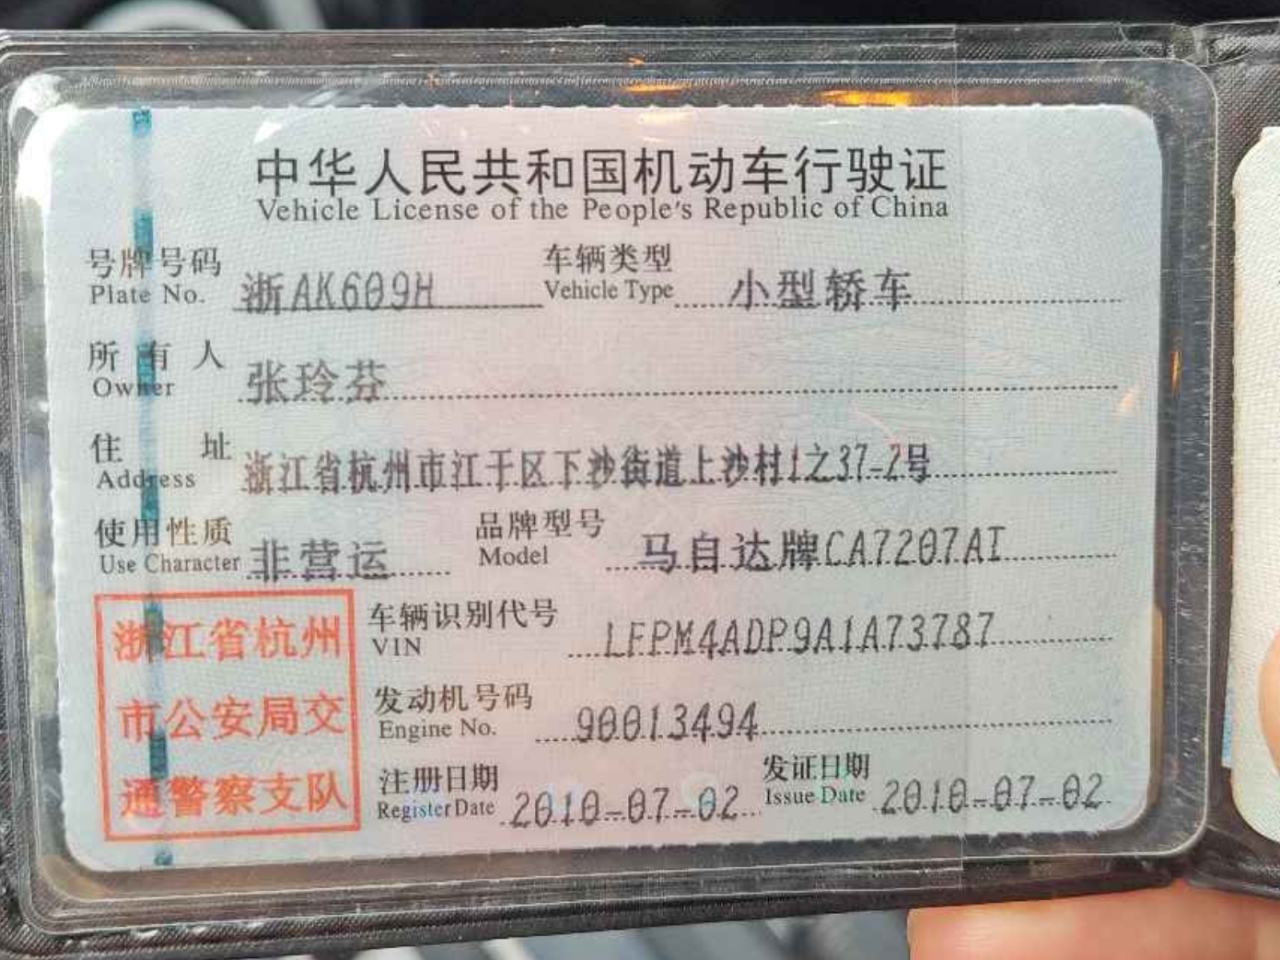 中华人民共和国机动车行驶证
Vehicle License of the People's Republic of China
号牌号码 浙AK609H 车辆类型 小型轿车
Plate No. Vehicle Type
所有人 张玲芬
Owner
住址 浙江省杭州市江干区下沙街道上沙村1之37-2号
Address
使用性质 非营运 品牌型号 马自达牌CA7207AI
Use Character Model
浙江省杭州
市公安局交
通警察支队
车辆识别代号 LFPM4ADP9A1A73787
VIN
发动机号码 90013494
Engine No.
注册日期 2010-07-02 发证日期 2010-07-02
Register Date Issue Date